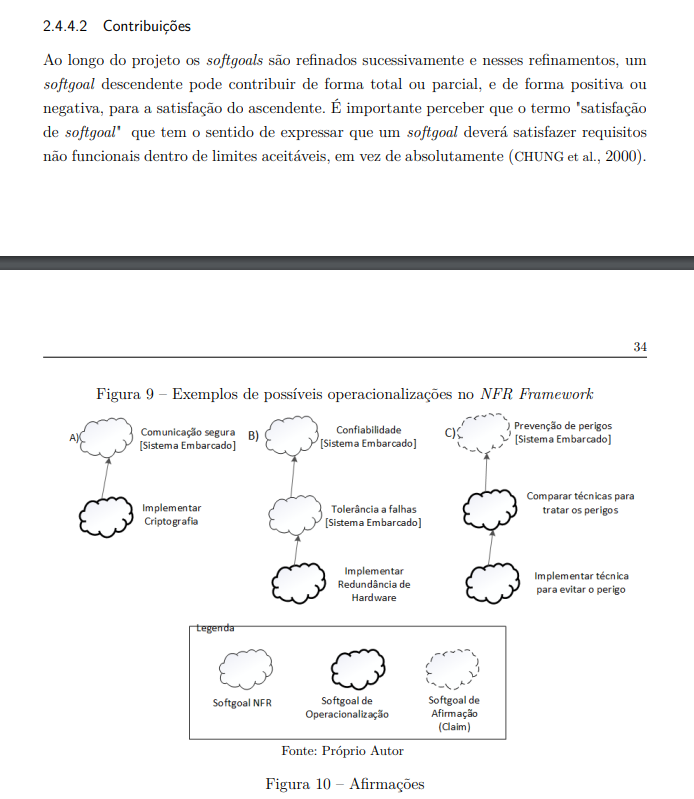 2.4.4.2 Contribuições
Ao longo do projeto os softgoals são refinados sucessivamente e nesses refinamentos, um
softgoal descendente pode contribuir de forma total ou parcial, e de forma positiva ou
negativa, para a satisfação do ascendente. É importante perceber que o termo "satisfação
de softgoal" que tem o sentido de expressar que um softgoal deverá satisfazer requisitos
não funcionais dentro de limites aceitáveis, em vez de absolutamente (CHUNG et al., 2000).
34
Figura 9 – Exemplos de possíveis operacionalizações no NFR Framework
A)
Comunicação segura
[Sistema Embarcado]
Implementar
Criptografia
B)
Confiabilidade
[Sistema Embarcado]
Tolerância a falhas
[Sistema Embarcado]
Implementar
Redundância de
Hardware
C)
Prevenção de perigos
[Sistema Embarcado]
Comparar técnicas para
tratar os perigos
Implementar técnica
para evitar o perigo
Legenda
Softgoal NFR
Softgoal de
Operacionalização
Softgoal de
Afirmação
(Claim)
Fonte: Próprio Autor
Figura 10 – Afirmações